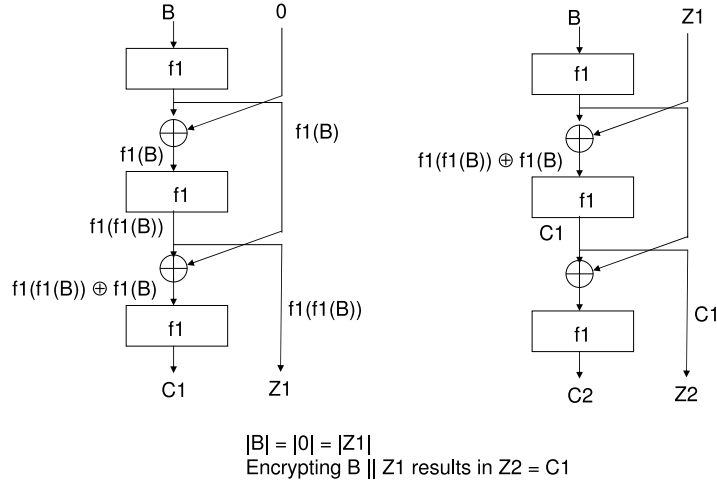 B 0
f1
f1(B)
f1(B)
f1
f1(f1(B))
f1(f1(B)) ⊕ f1(B)
f1(f1(B))
f1
C1 Z1
B Z1
f1
f1(f1(B)) ⊕ f1(B)
f1
C1
C1
f1
C2 Z2
|B| = |0| = |Z1|
Encrypting B || Z1 results in Z2 = C1